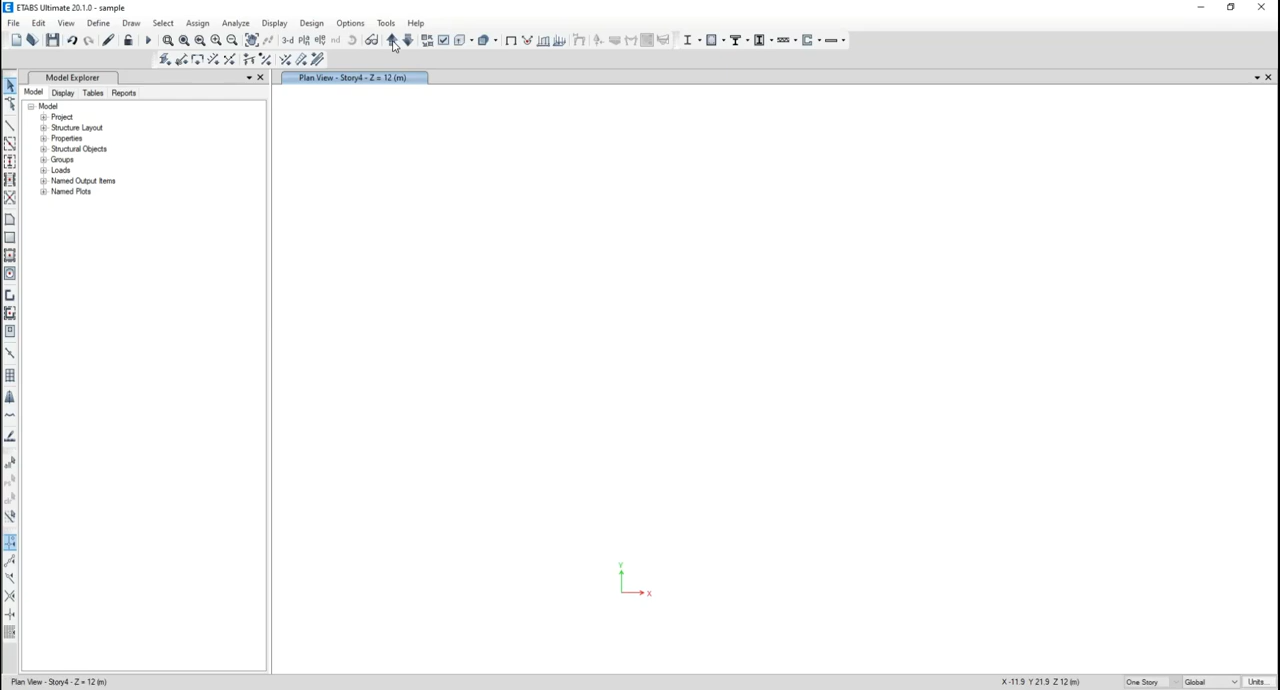 ETABS Ultimate 20.1.0 - sample
File Edit View Define Draw Select Assign Analyze Display Design Options Tools Help
3-d nd
Model Explorer
Plan View - Story4 - Z = 12 (m)
Model Display Tables Reports
Model
Project
Structure Layout
Properties
Structural Objects
Groups
Loads
Named Output Items
Named Plots
Y
X
Plan View - Story4 - Z = 12 (m)
X -11.9 Y 21.9 Z 12 (m)
One Story
Global
Units...